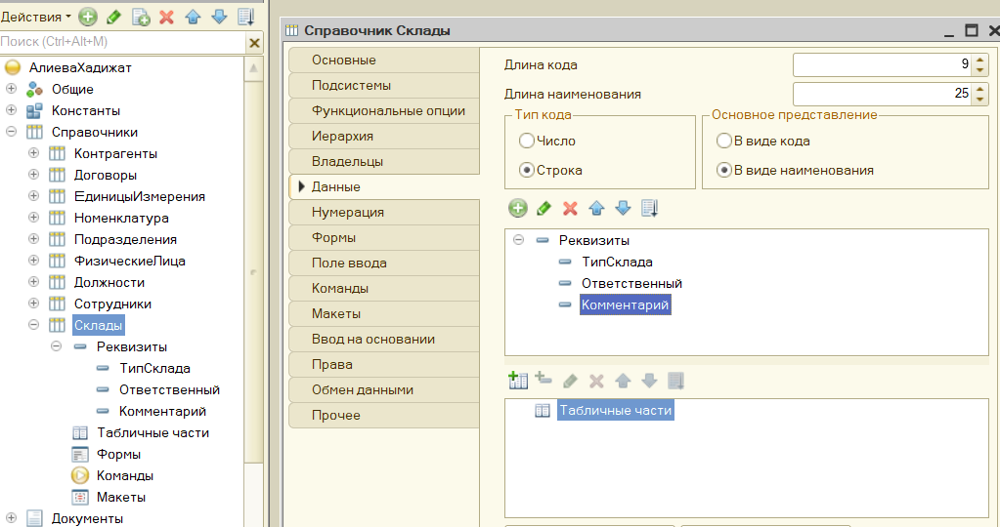 Действия
Поиск (Ctrl+Alt+M)
АлиеваХадижат
Общие
Константы
Справочники
Контрагенты
Договоры
ЕдиницыИзмерения
Номенклатура
Подразделения
ФизическиеЛица
Должности
Сотрудники
Склады
Реквизиты
ТипСклада
Ответственный
Комментарий
Табличные части
Формы
Команды
Макеты
Документы
Справочник Склады
Основные
Подсистемы
Функциональные опции
Иерархия
Владельцы
Данные
Нумерация
Формы
Поле ввода
Команды
Макеты
Ввод на основании
Права
Обмен данными
Прочее
Длина кода 9
Длина наименования 25
Тип кода
Число
Строка
Основное представление
В виде кода
В виде наименования
Реквизиты
ТипСклада
Ответственный
Комментарий
Табличные части